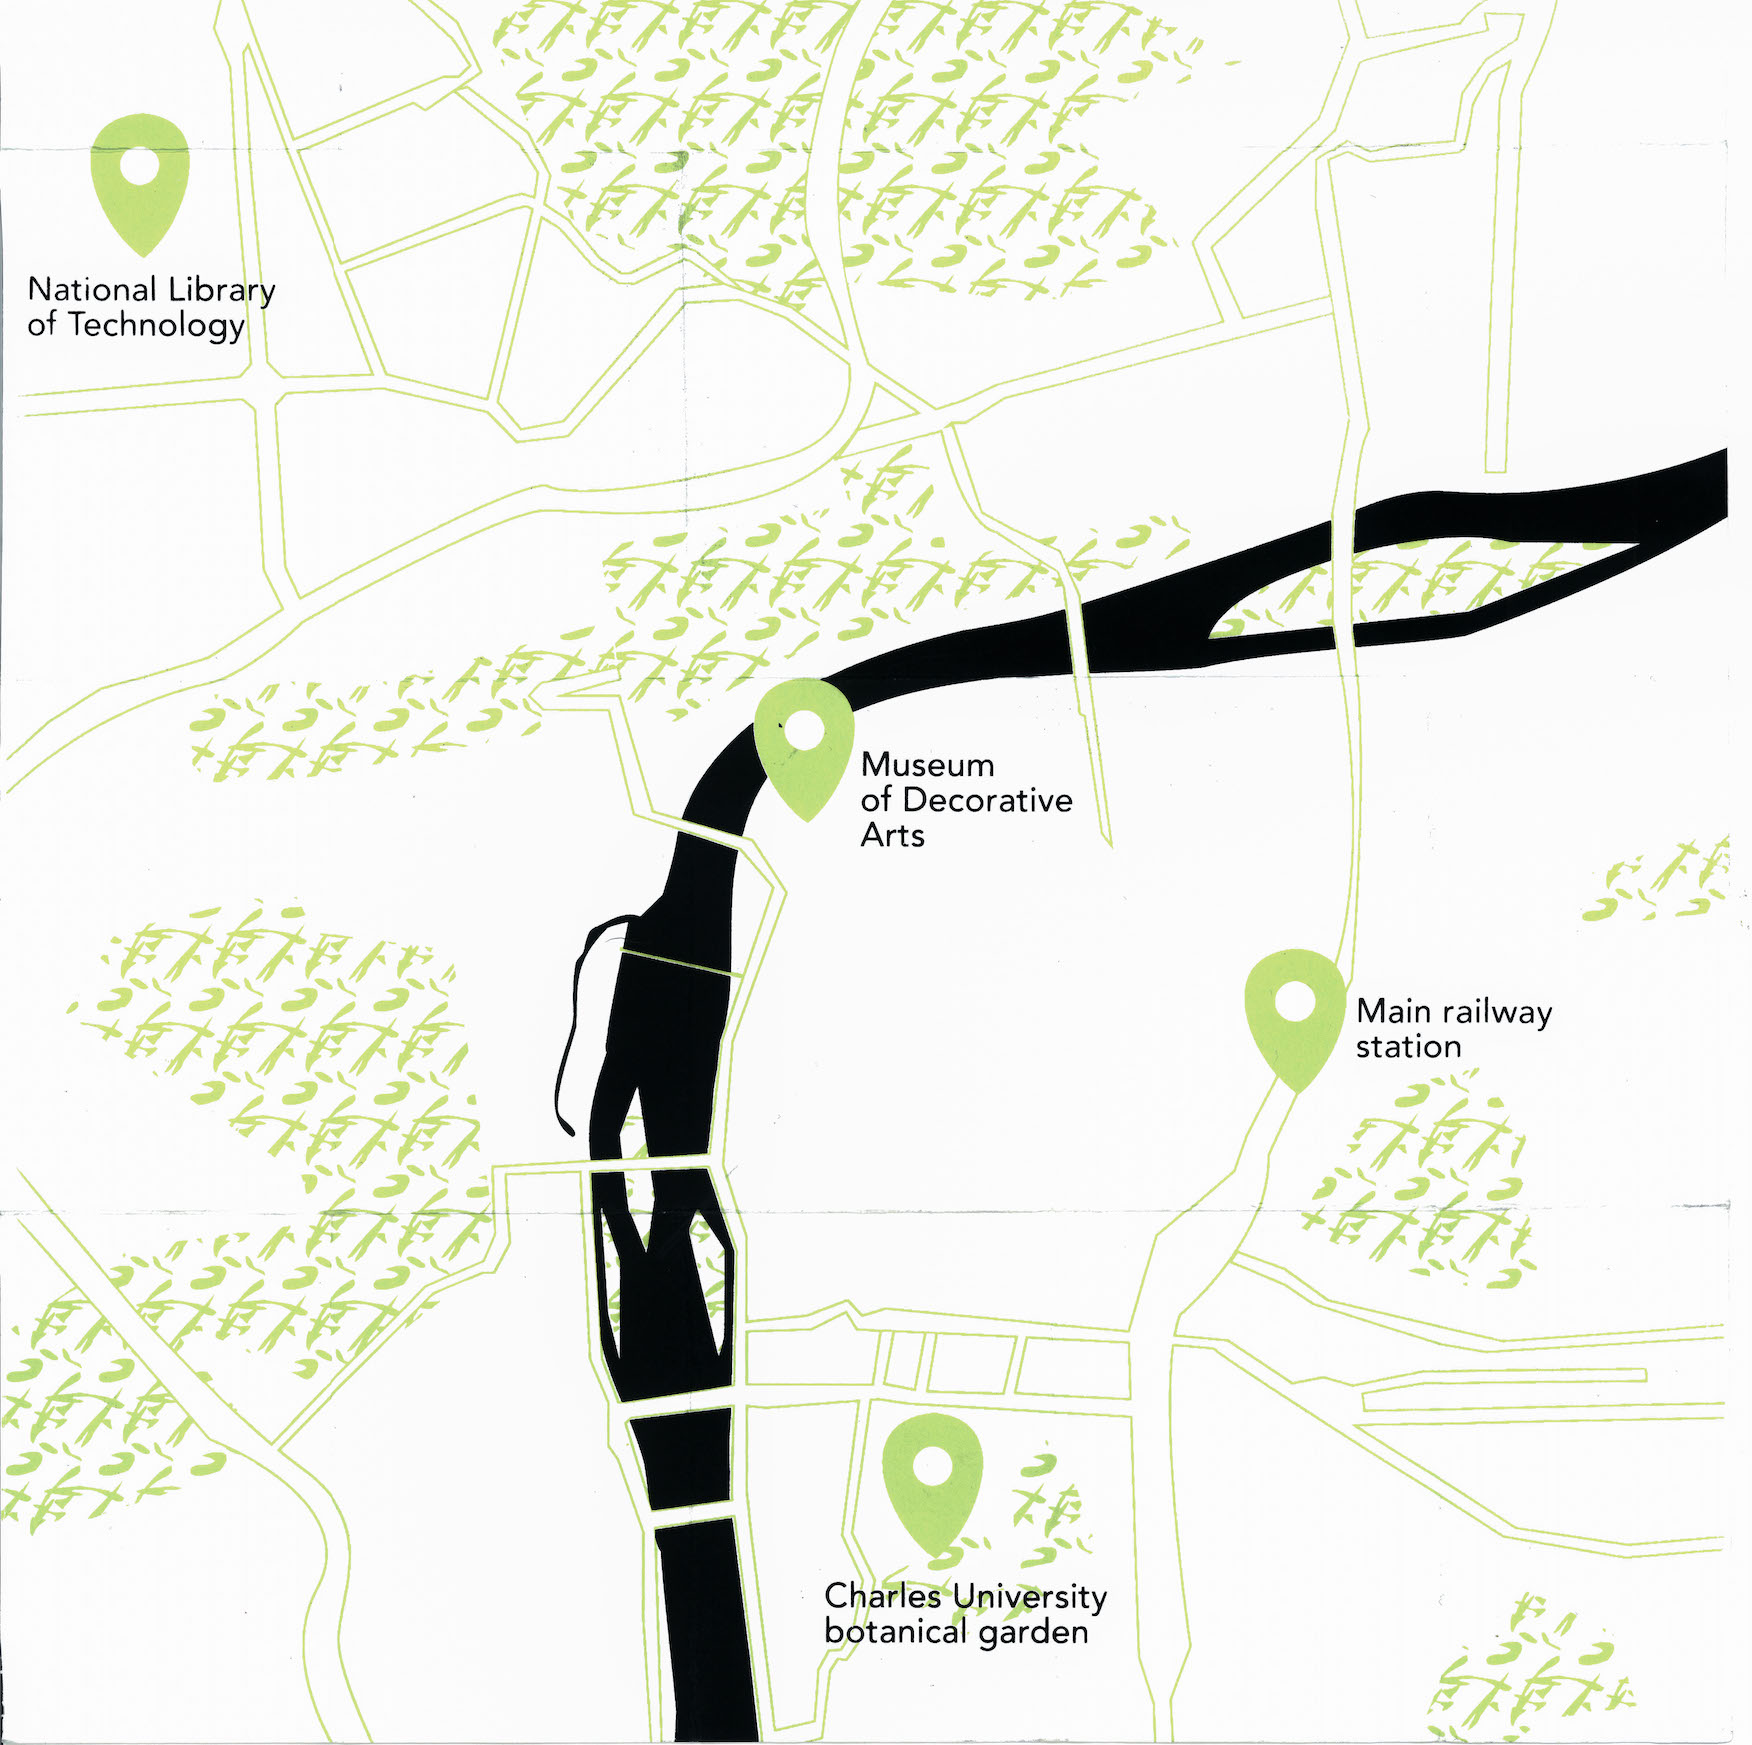 National Library
of Technology
Museum
of Decorative
Arts
Main railway
station
Charles University
botanical garden